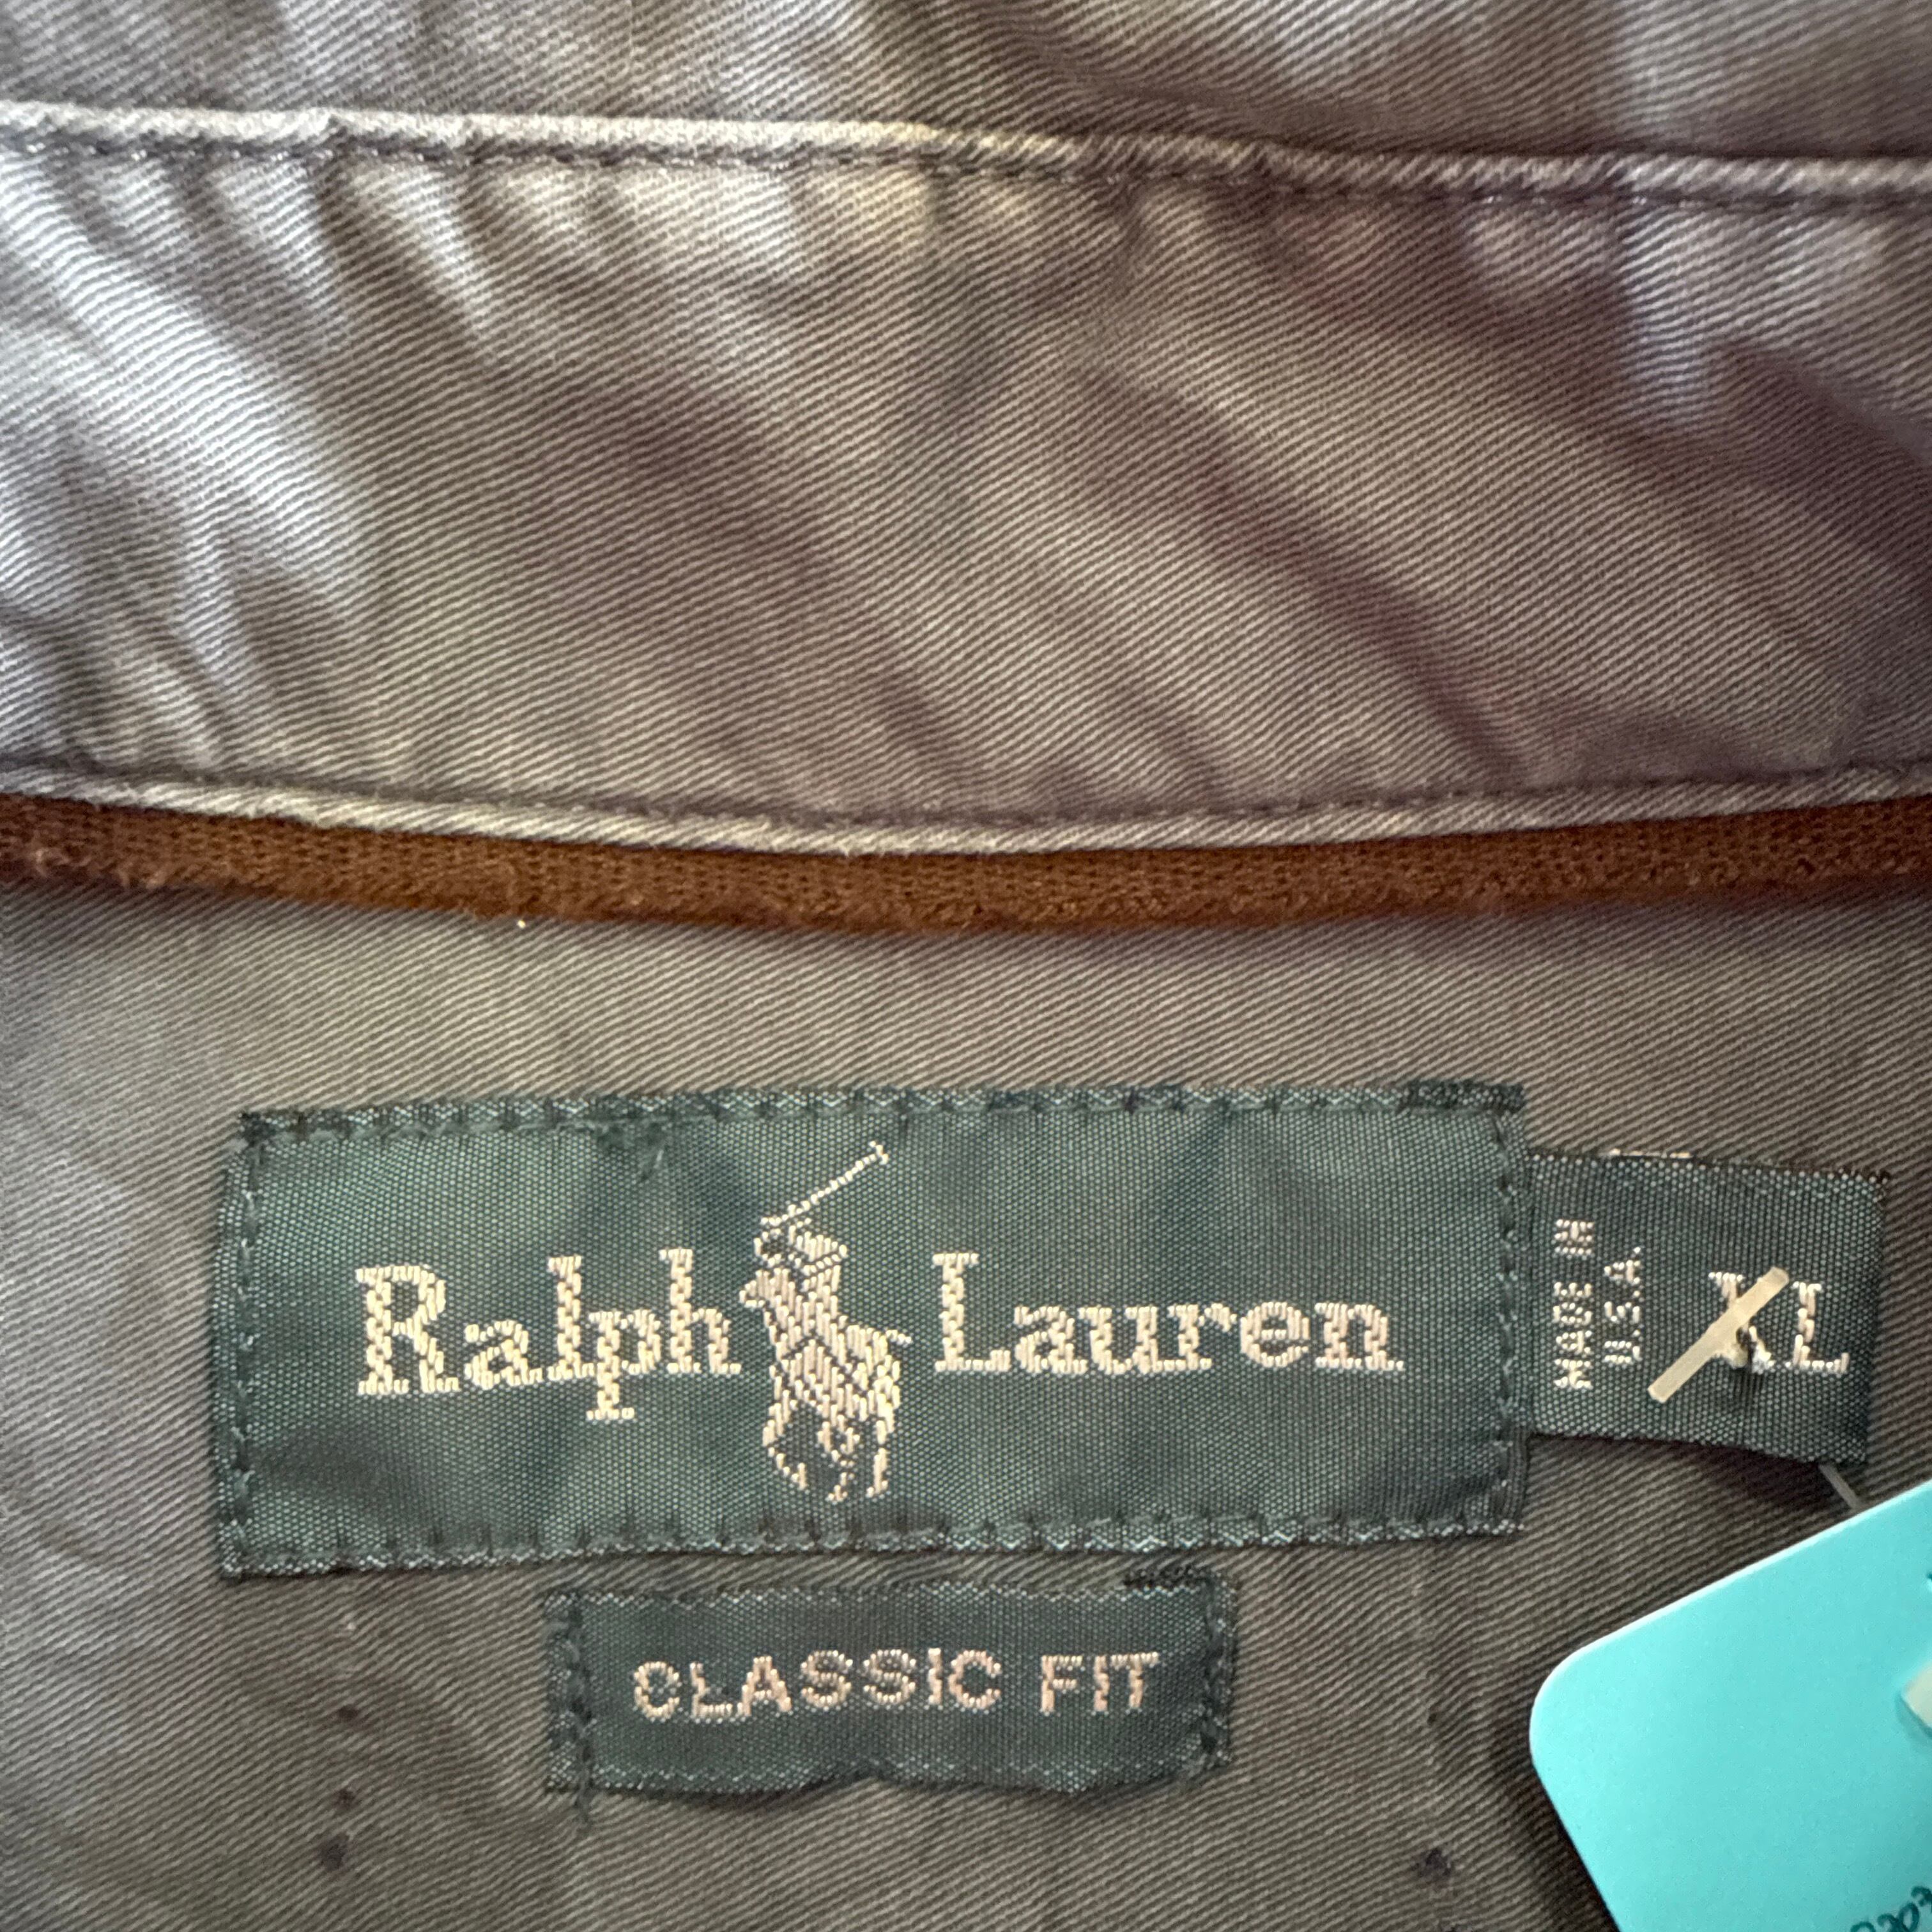 Ralph Lauren
MADE IN
U.S.A.
XL
CLASSIC FIT